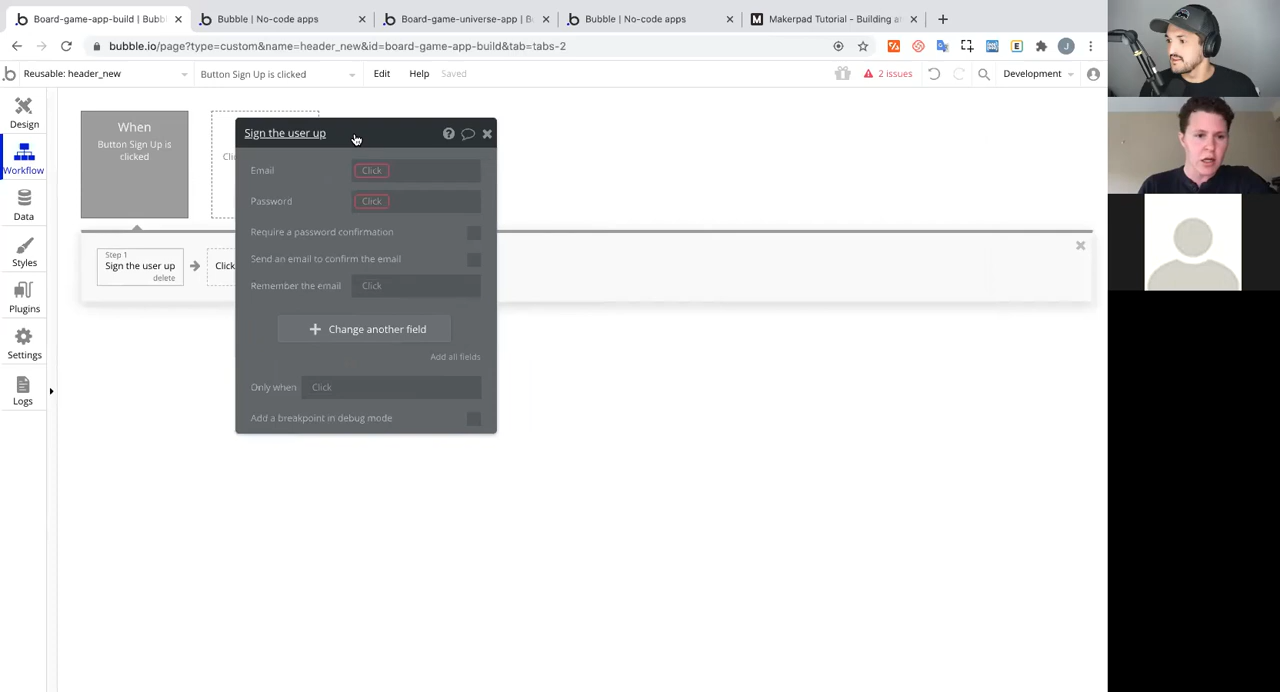 Board-game-app-build | Bubb
Bubble | No-code apps
Board-game-universe-app | B
Bubble | No-code apps
Makerpad Tutorial - Building a
bubble.io/page?type=custom&name=header_new&id=board-game-app-build&tab=tabs-2
J
Reusable: header_new
Button Sign Up is clicked
Edit
Help
Saved
2 issues
Development
Design
Workflow
Data
Styles
Plugins
Settings
Logs
When
Button Sign Up is
clicked
Step 1
Sign the user up
delete
Click
Sign the user up
Email
Click
Password
Click
Require a password confirmation
Send an email to confirm the email
Remember the email
Click
+ Change another field
Add all fields
Only when
Click
Add a breakpoint in debug mode